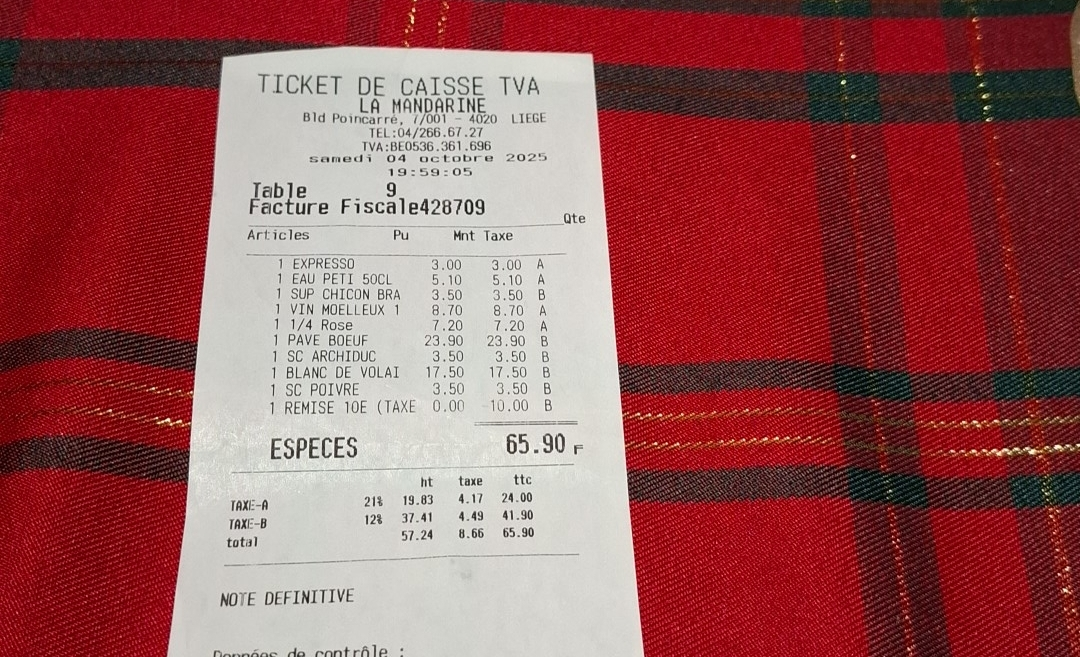 TICKET DE CAISSE TVA
LA MANDARINE
Bld Poincarré, 7/001 - 4020 LIEGE
TEL:04/266.67.27
TVA:BE0536.361.696
samedi 04 octobre 2025
19:59:05
Table 9
Facture Fiscale428709
Qte
Articles Pu Mnt Taxe
1 EXPRESSO 3.00 3.00 A
1 EAU PETI 50CL 5.10 5.10 A
1 SUP CHICON BRA 3.50 3.50 B
1 VIN MOELLEUX 1 8.70 8.70 A
1 1/4 Rose 7.20 7.20 A
1 PAVE BOEUF 23.90 23.90 B
1 SC ARCHIDUC 3.50 3.50 B
1 BLANC DE VOLAI 17.50 17.50 B
1 SC POIVRE 3.50 3.50 B
1 REMISE 10E (TAXE 0.00 -10.00 B
ESPECES 65.90 F
ht taxe ttc
TAXE-A 21% 19.83 4.17 24.00
TAXE-B 12% 37.41 4.49 41.90
total 57.24 8.66 65.90
NOTE DEFINITIVE
Données de contrôle :